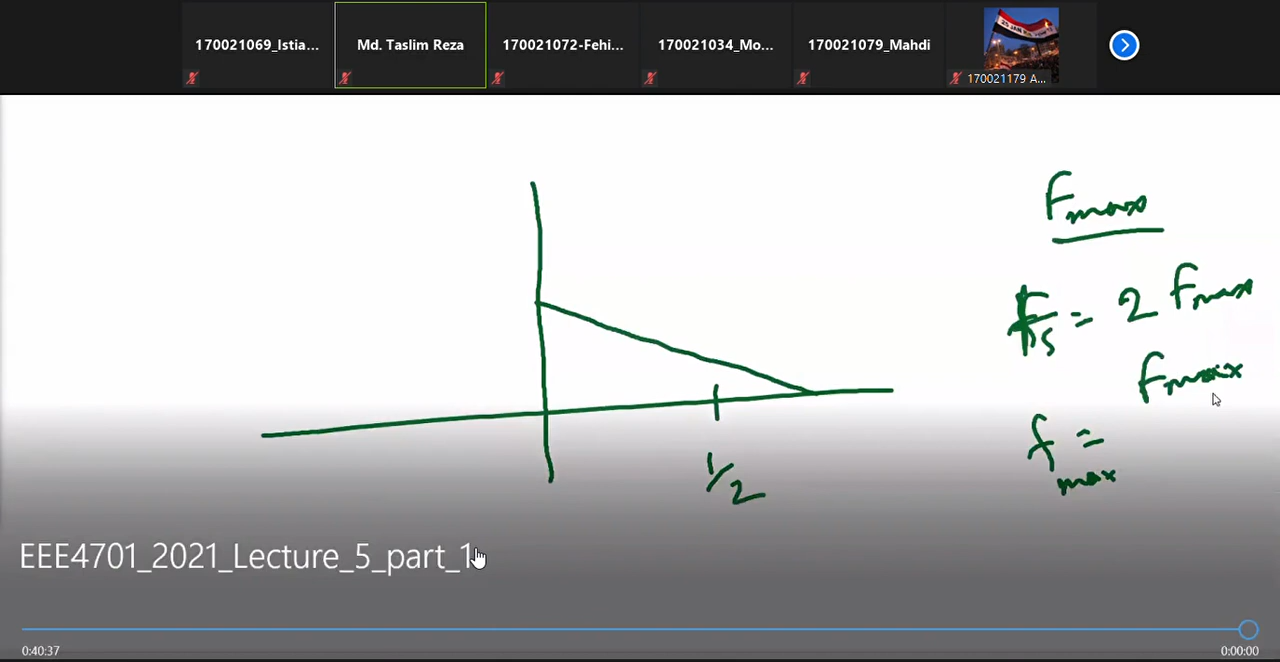 170021069_Istia...
Md. Taslim Reza
170021072-Fehi...
170021034_Mo...
170021079_Mahdi
170021179 A...
Fmax
Fs = 2 Fmax
Fmax
f max =
1/2
EEE4701_2021_Lecture_5_part_1
0:40:37
0:00:00